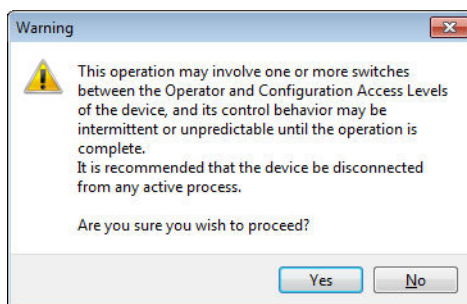 Warning
This operation may involve one or more switches
between the Operator and Configuration Access Levels
of the device, and its control behavior may be
intermittent or unpredictable until the operation is
complete.
It is recommended that the device be disconnected
from any active process.
Are you sure you wish to proceed?
Yes
No